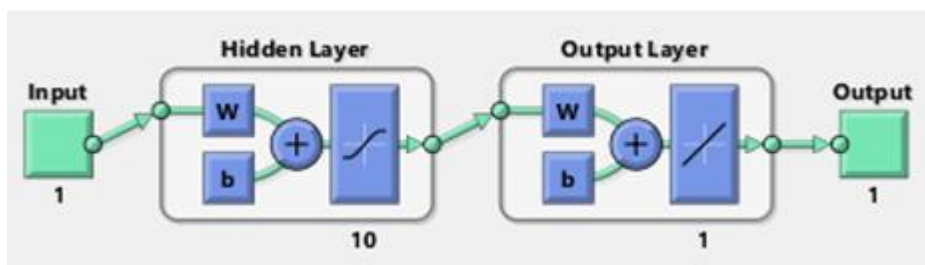 Hidden Layer
Output Layer
Input
W
b
+
W
b
+
Output
1
10
1
1